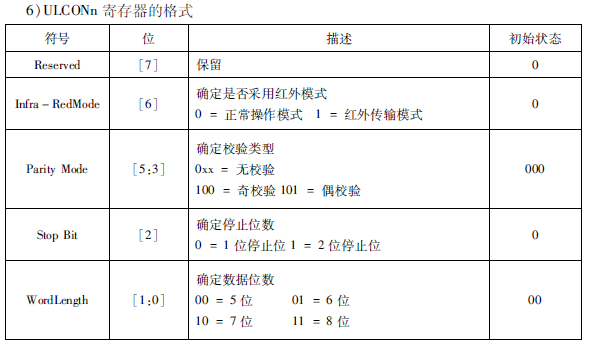 6)ULCONn 寄存器的格式
符号 位 描述 初始状态
Reserved [7] 保留 0
Infra-RedMode [6] 确定是否采用红外模式 0
0 = 正常操作模式 1 = 红外传输模式
Parity Mode [5:3] 确定校验类型 000
0xx = 无校验
100 = 奇校验 101 = 偶校验
Stop Bit [2] 确定停止位数 0
0 = 1 位停止位 1 = 2 位停止位
WordLength [1:0] 确定数据位数 00
00 = 5 位 01 = 6 位
10 = 7 位 11 = 8 位